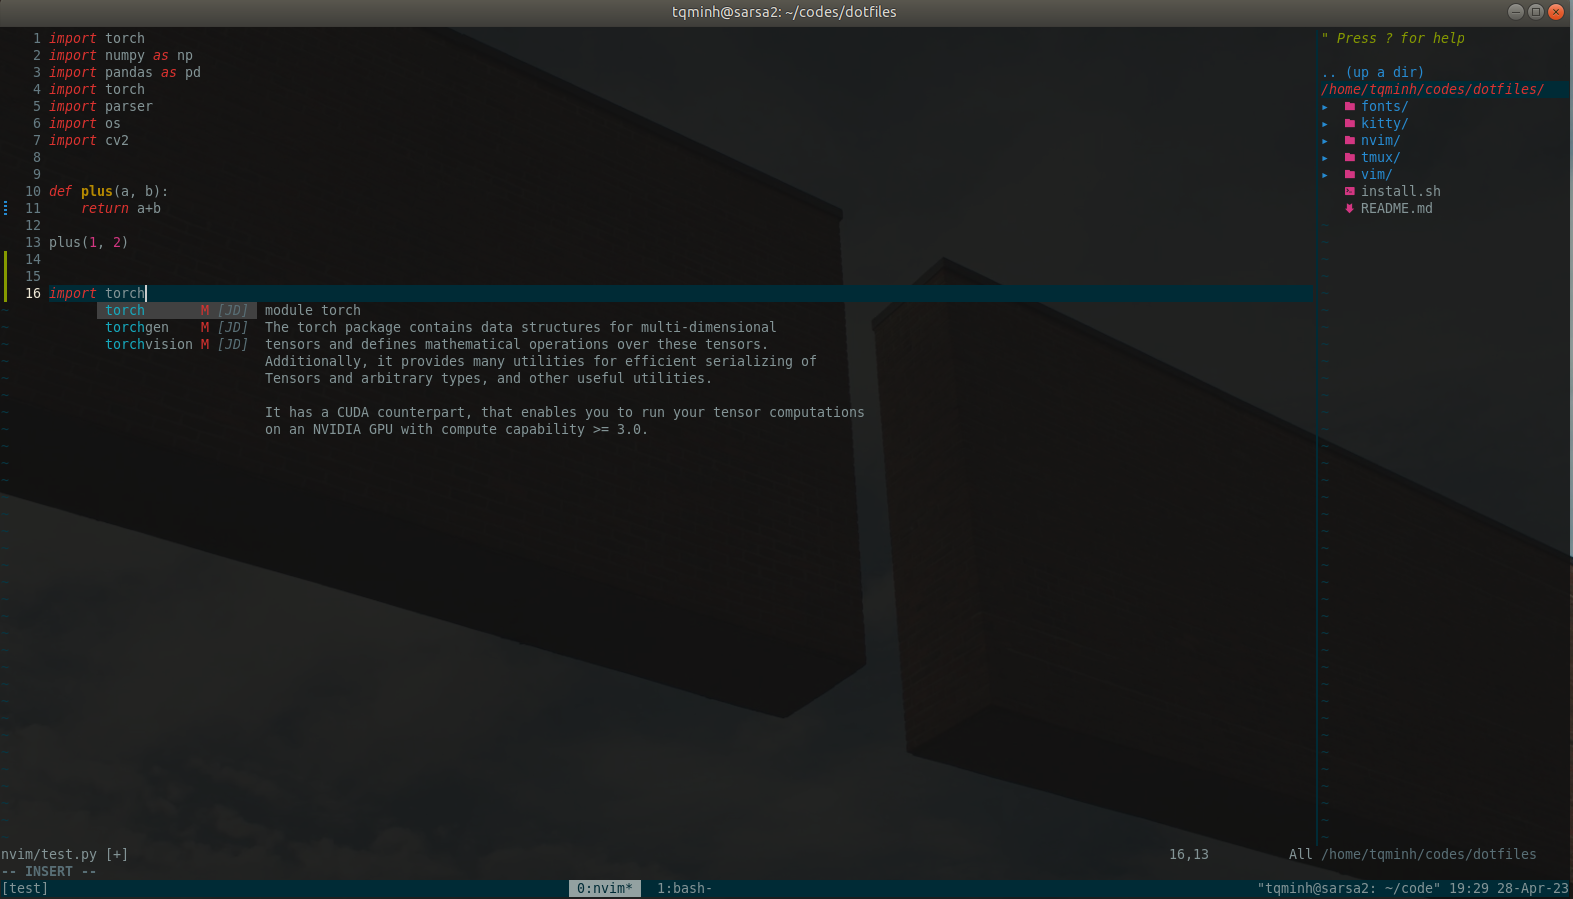 tqminh@sarsa2: ~/codes/dotfiles
1 import torch
2 import numpy as np
3 import pandas as pd
4 import torch
5 import parser
6 import os
7 import cv2
8
9
10 def plus(a, b):
11     return a+b
12
13 plus(1, 2)
14
15
16 import torch
torch M [JD] module torch
torchgen M [JD] The torch package contains data structures for multi-dimensional
torchvision M [JD] tensors and defines mathematical operations over these tensors.
Additionally, it provides many utilities for efficient serializing of
Tensors and arbitrary types, and other useful utilities.
It has a CUDA counterpart, that enables you to run your tensor computations
on an NVIDIA GPU with compute capability >= 3.0.
" Press ? for help
.. (up a dir)
/home/tqminh/codes/dotfiles/
▸ fonts/
▸ kitty/
▸ nvim/
▸ tmux/
▸ vim/
install.sh
README.md
nvim/test.py [+] 16,13 All /home/tqminh/codes/dotfiles
-- INSERT --
[test] 0:nvim* 1:bash- "tqminh@sarsa2: ~/code" 19:29 28-Apr-23